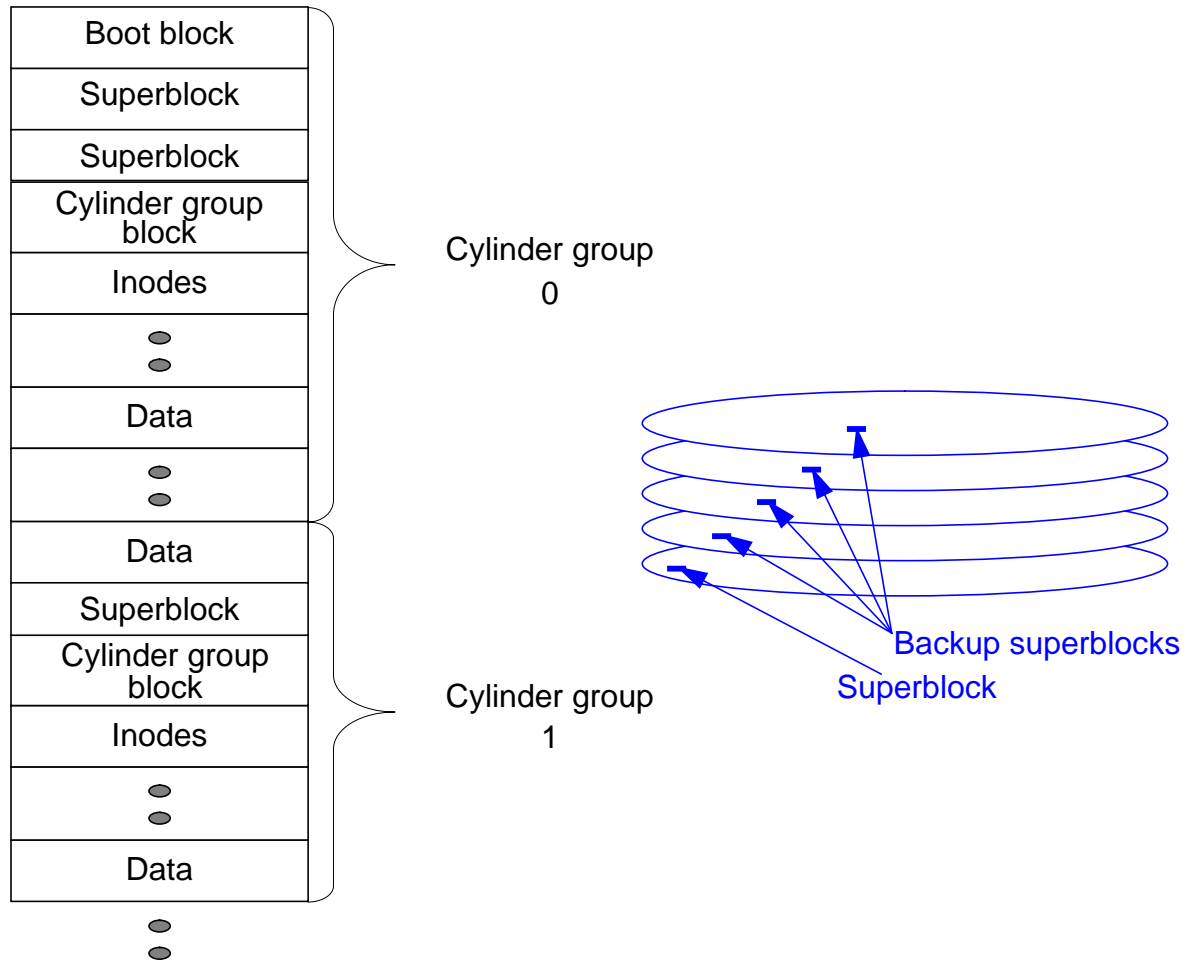 Boot block
Superblock
Superblock
Cylinder group
block
Inodes
Data
Data
Superblock
Cylinder group
block
Inodes
Data
Cylinder group
0
Cylinder group
1
Backup superblocks
Superblock